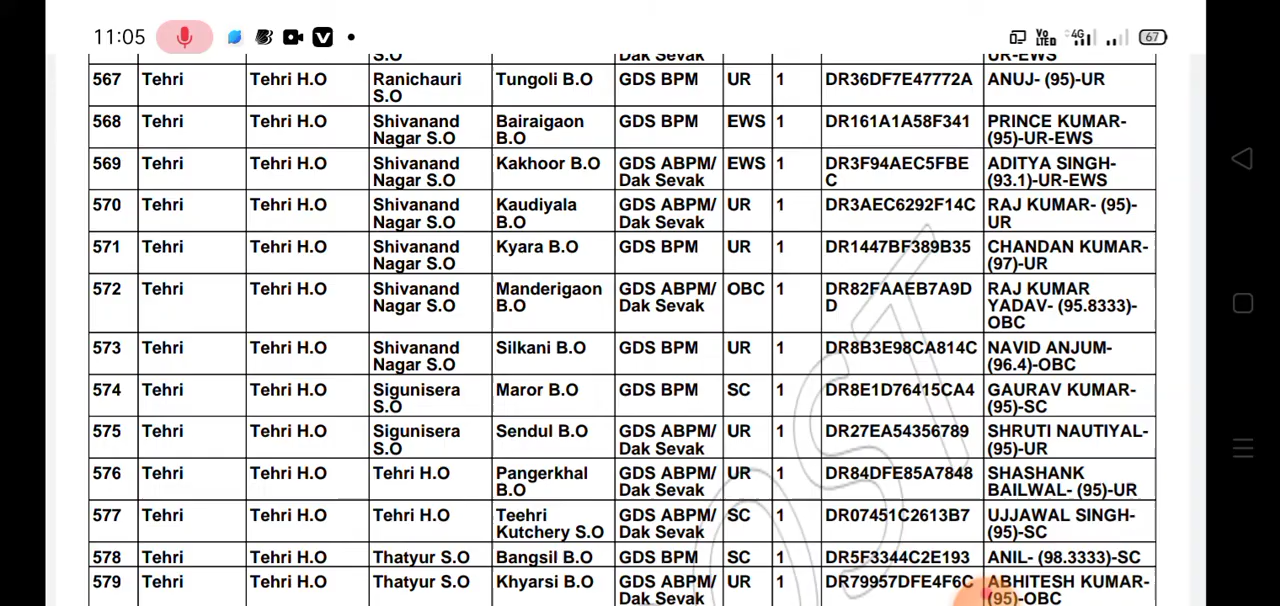 11:05 Vo LTED 4G 67
S.O Dak Sevak UR-EWS
567 Tehri Tehri H.O Ranichauri Tungoli B.O GDS BPM UR 1 DR36DF7E47772A ANUJ- (95)-UR
S.O
568 Tehri Tehri H.O Shivanand Bairaigaon GDS BPM EWS 1 DR161A1A58F341 PRINCE KUMAR-
Nagar S.O B.O (95)-UR-EWS
569 Tehri Tehri H.O Shivanand Kakhoor B.O GDS ABPM/ EWS 1 DR3F94AEC5FBE ADITYA SINGH-
Nagar S.O Dak Sevak C (93.1)-UR-EWS
570 Tehri Tehri H.O Shivanand Kaudiyala GDS ABPM/ UR 1 DR3AEC6292F14C RAJ KUMAR- (95)-
Nagar S.O B.O Dak Sevak UR
571 Tehri Tehri H.O Shivanand Kyara B.O GDS BPM UR 1 DR1447BF389B35 CHANDAN KUMAR-
Nagar S.O (97)-UR
572 Tehri Tehri H.O Shivanand Manderigaon GDS ABPM/ OBC 1 DR82FAAEB7A9D RAJ KUMAR
Nagar S.O B.O Dak Sevak D YADAV- (95.8333)-
OBC
573 Tehri Tehri H.O Shivanand Silkani B.O GDS BPM UR 1 DR8B3E98CA814C NAVID ANJUM-
Nagar S.O (96.4)-OBC
574 Tehri Tehri H.O Sigunisera Maror B.O GDS BPM SC 1 DR8E1D76415CA4 GAURAV KUMAR-
S.O (95)-SC
575 Tehri Tehri H.O Sigunisera Sendul B.O GDS ABPM/ UR 1 DR27EA54356789 SHRUTI NAUTIYAL-
S.O Dak Sevak (95)-UR
576 Tehri Tehri H.O Tehri H.O Pangerkhal GDS ABPM/ UR 1 DR84DFE85A7848 SHASHANK
B.O Dak Sevak BAILWAL- (95)-UR
577 Tehri Tehri H.O Tehri H.O Teehri GDS ABPM/ SC 1 DR07451C2613B7 UJJAWAL SINGH-
Kutchery S.O Dak Sevak (95)-SC
578 Tehri Tehri H.O Thatyur S.O Bangsil B.O GDS BPM SC 1 DR5F3344C2E193 ANIL- (98.3333)-SC
579 Tehri Tehri H.O Thatyur S.O Khyarsi B.O GDS ABPM/ UR 1 DR79957DFE4F6C ABHITESH KUMAR-
Dak Sevak (95)-OBC